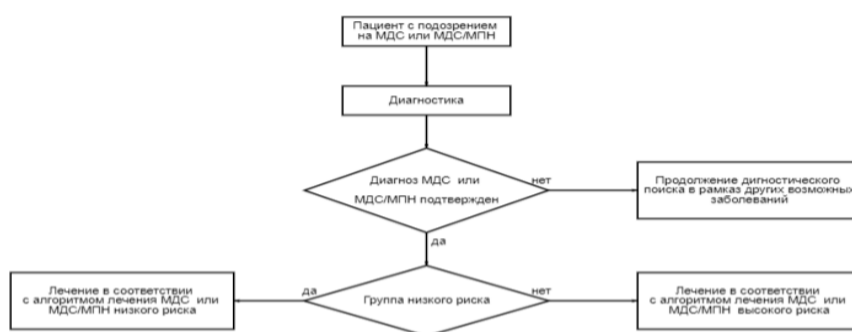 Пациент с подозрением
на МДС или МДС/МПН
Диагностика
Диагноз МДС или
МДС/МПН подтвержден
нет
Продолжение дигностического
поиска в рамказ других возможных
заболеваний
да
Лечение в соответствии
с алгоритмом лечения МДС или
МДС/МПН низкого риска
да
Группа низкого риска
нет
Лечение в соответствии
с алгоритмом лечения МДС или
МДС/МПН высокого риска